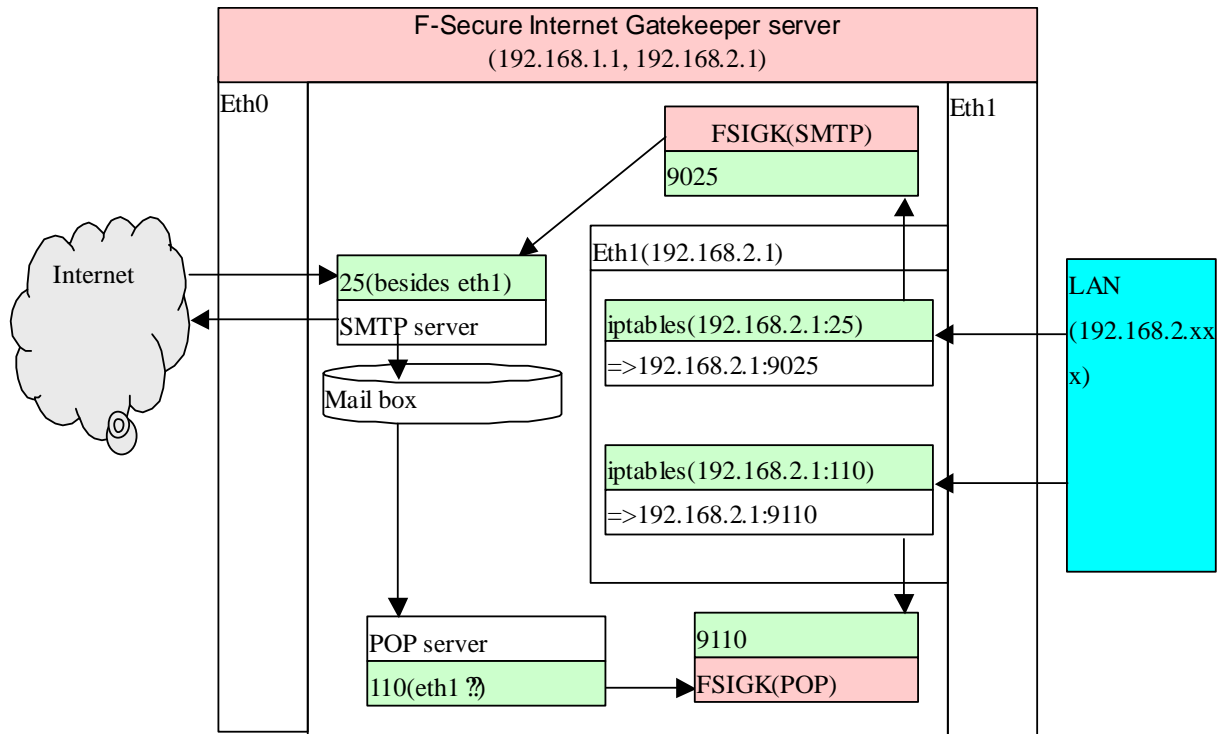 F-Secure Internet Gatekeeper server
(192.168.1.1, 192.168.2.1)
Eth0
Eth1
FSIGK(SMTP)
9025
Internet
25(besides eth1)
SMTP server
Mail box
Eth1(192.168.2.1)
iptables(192.168.2.1:25)
=>192.168.2.1:9025
iptables(192.168.2.1:110)
=>192.168.2.1:9110
LAN
(192.168.2.xx
x)
POP server
110(eth1 ⁇)
9110
FSIGK(POP)